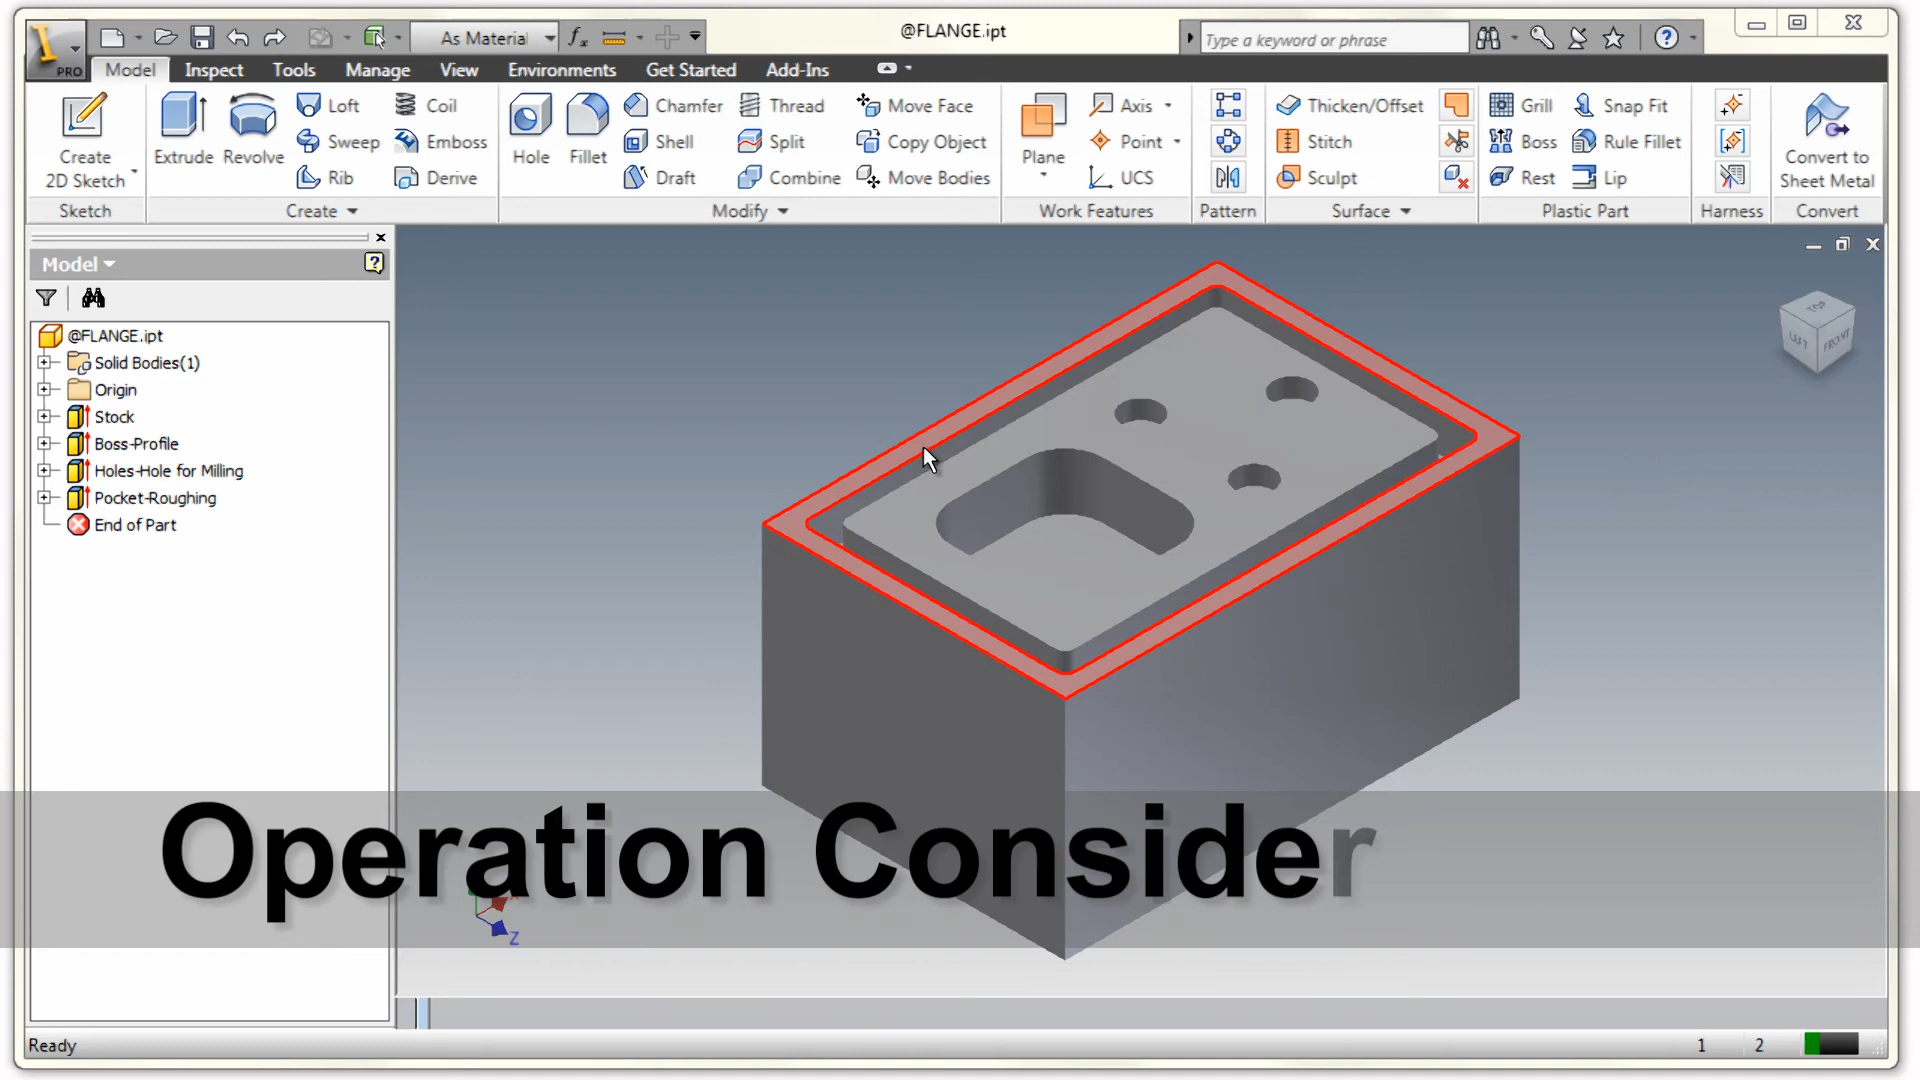 @FLANGE.ipt
As Material
fx
Type a keyword or phrase
PRO
Model Inspect Tools Manage View Environments Get Started Add-Ins
Create
2D Sketch
Extrude
Revolve
Loft
Sweep
Rib
Coil
Emboss
Derive
Hole
Fillet
Chamfer
Shell
Draft
Thread
Split
Combine
Move Face
Copy Object
Move Bodies
Plane
Axis
Point
UCS
Thicken/Offset
Stitch
Sculpt
Grill
Boss
Rest
Snap Fit
Rule Fillet
Lip
Convert to
Sheet Metal
Sketch Create Modify Work Features Pattern Surface Plastic Part Harness Convert
Model
@FLANGE.ipt
Solid Bodies(1)
Origin
Stock
Boss-Profile
Holes-Hole for Milling
Pocket-Roughing
End of Part
TOP
LEFT
FRONT
Operation Consider
Z
Ready
1 2